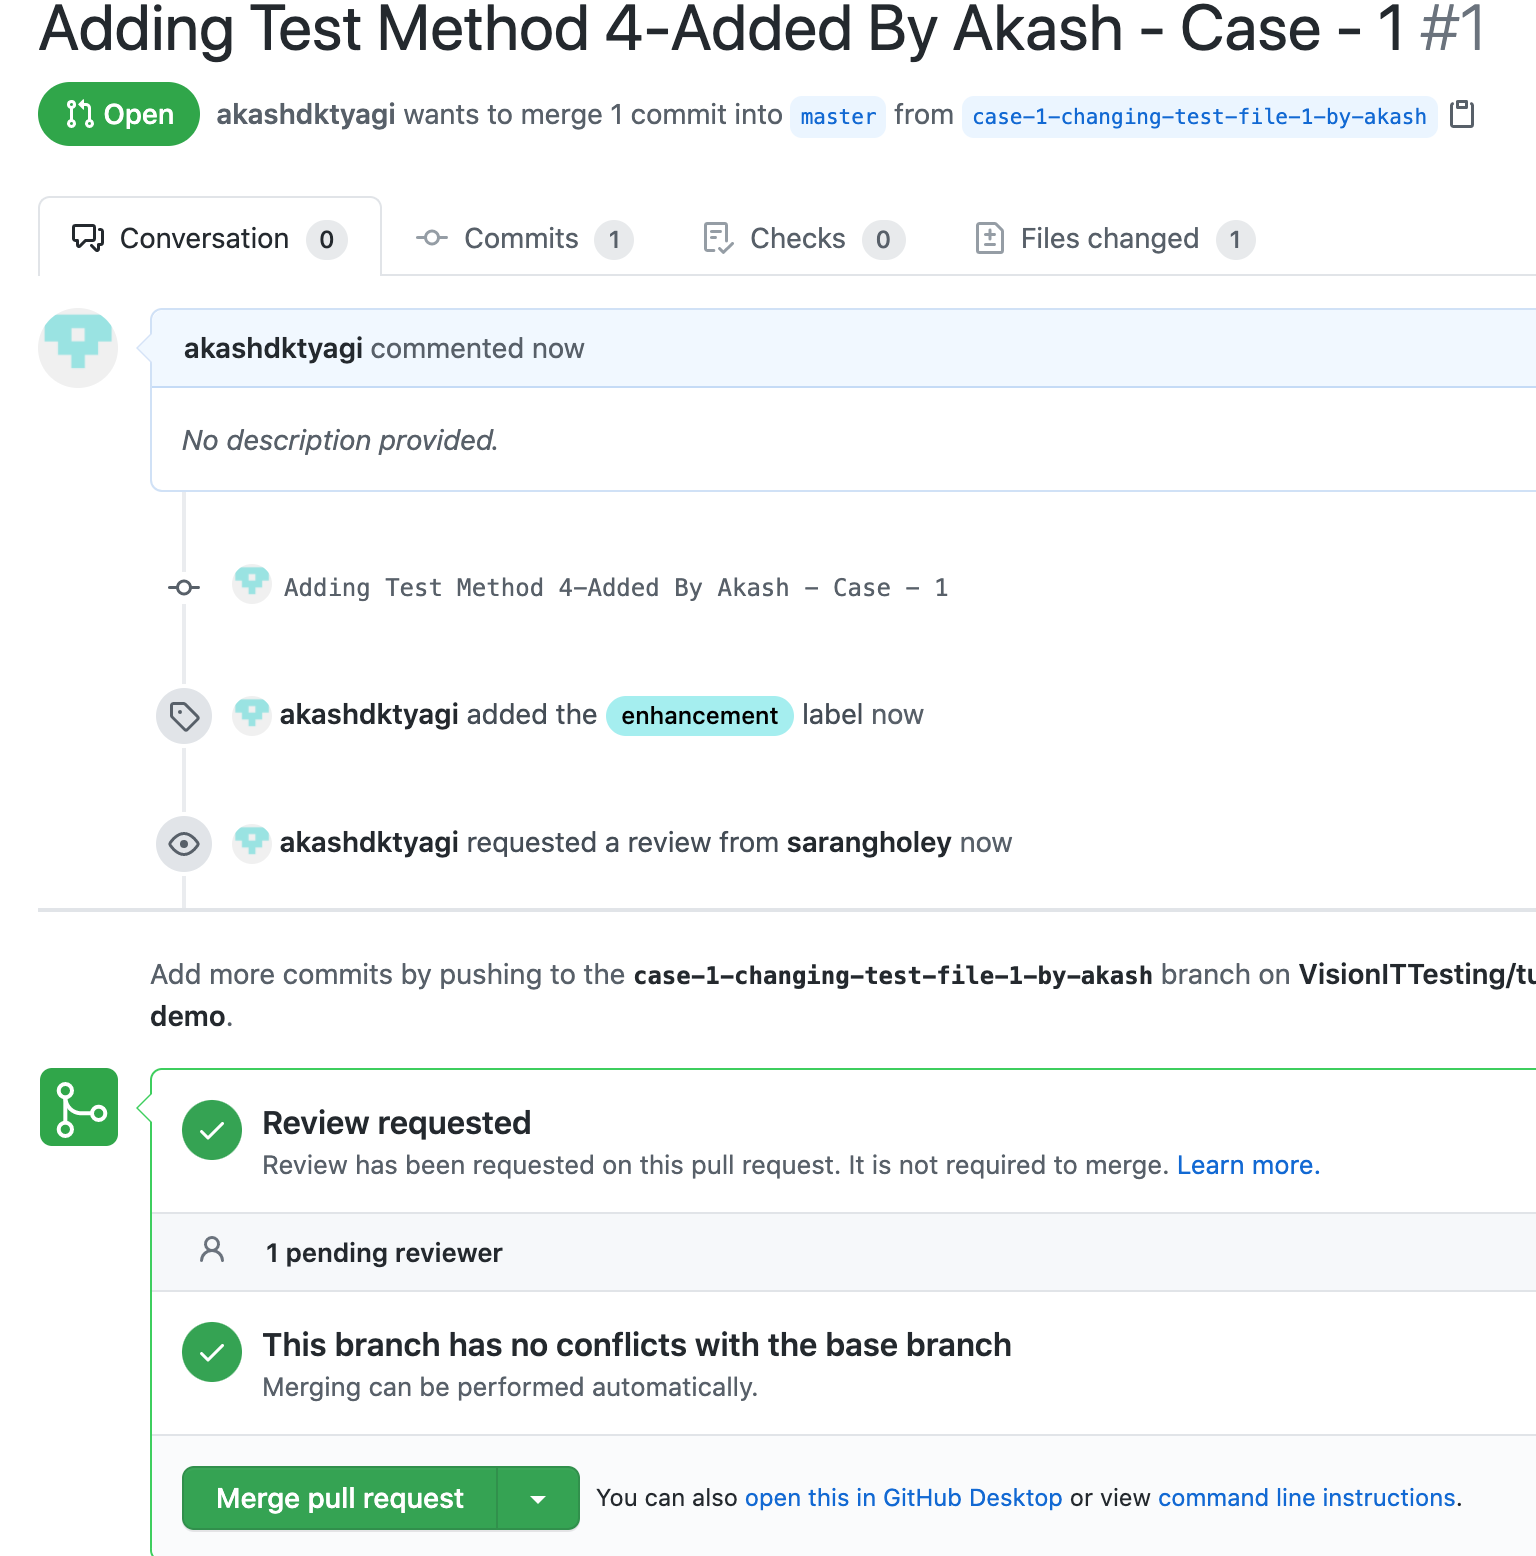 Adding Test Method 4-Added By Akash - Case - 1 #1
Open akashdktyagi wants to merge 1 commit into master from case-1-changing-test-file-1-by-akash
Conversation 0 Commits 1 Checks 0 Files changed 1
akashdktyagi commented now
No description provided.
Adding Test Method 4-Added By Akash - Case - 1
akashdktyagi added the enhancement label now
akashdktyagi requested a review from sarangholey now
Add more commits by pushing to the case-1-changing-test-file-1-by-akash branch on VisionITTesting/tu
demo.
Review requested
Review has been requested on this pull request. It is not required to merge. Learn more.
1 pending reviewer
This branch has no conflicts with the base branch
Merging can be performed automatically.
Merge pull request You can also open this in GitHub Desktop or view command line instructions.